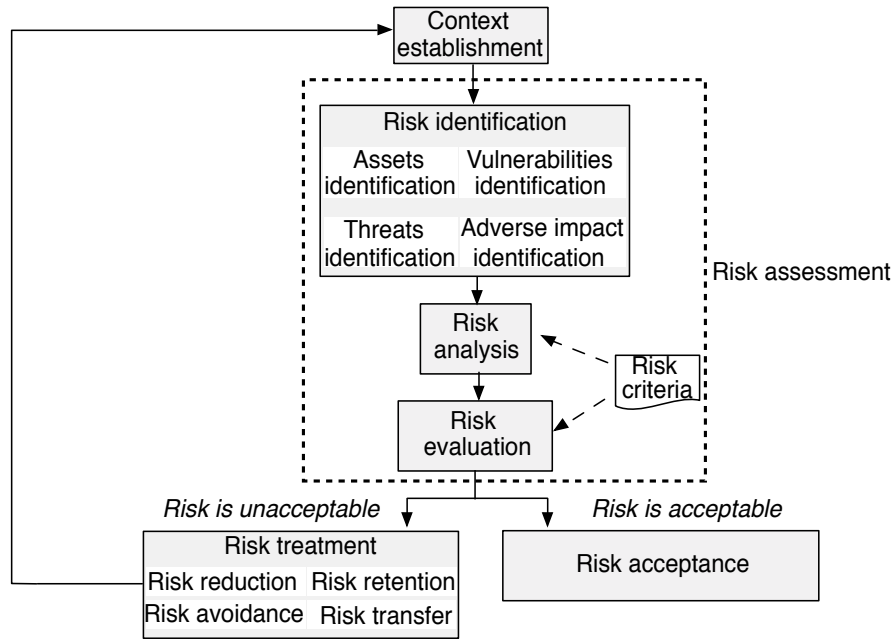 Context
establishment
Risk identification
Assets
identification
Vulnerabilities
identification
Threats
identification
Adverse impact
identification
Risk assessment
Risk
analysis
Risk
criteria
Risk
evaluation
Risk is unacceptable
Risk is acceptable
Risk treatment
Risk reduction
Risk retention
Risk avoidance
Risk transfer
Risk acceptance